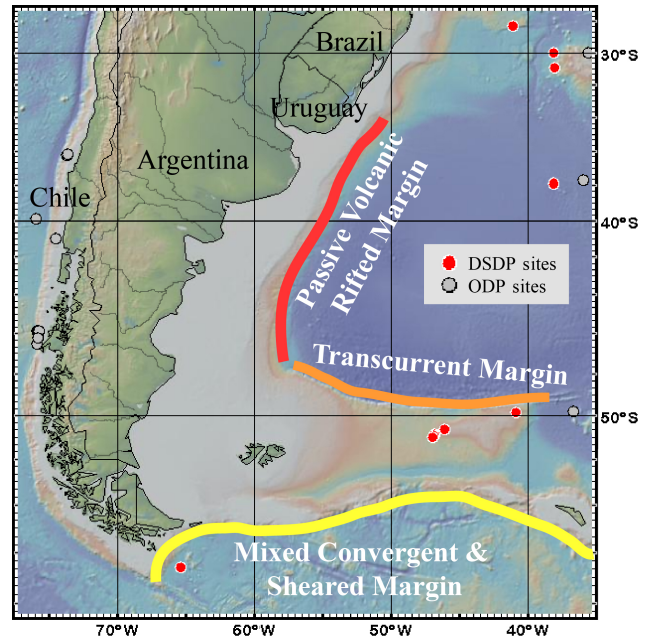 Brazil
30°S
Uruguay
Argentina
Chile
Passive Volcanic
Rifted Margin
40°S
DSDP sites
ODP sites
Transcurrent Margin
50°S
Mixed Convergent &
Sheared Margin
70°W
60°W
50°W
40°W